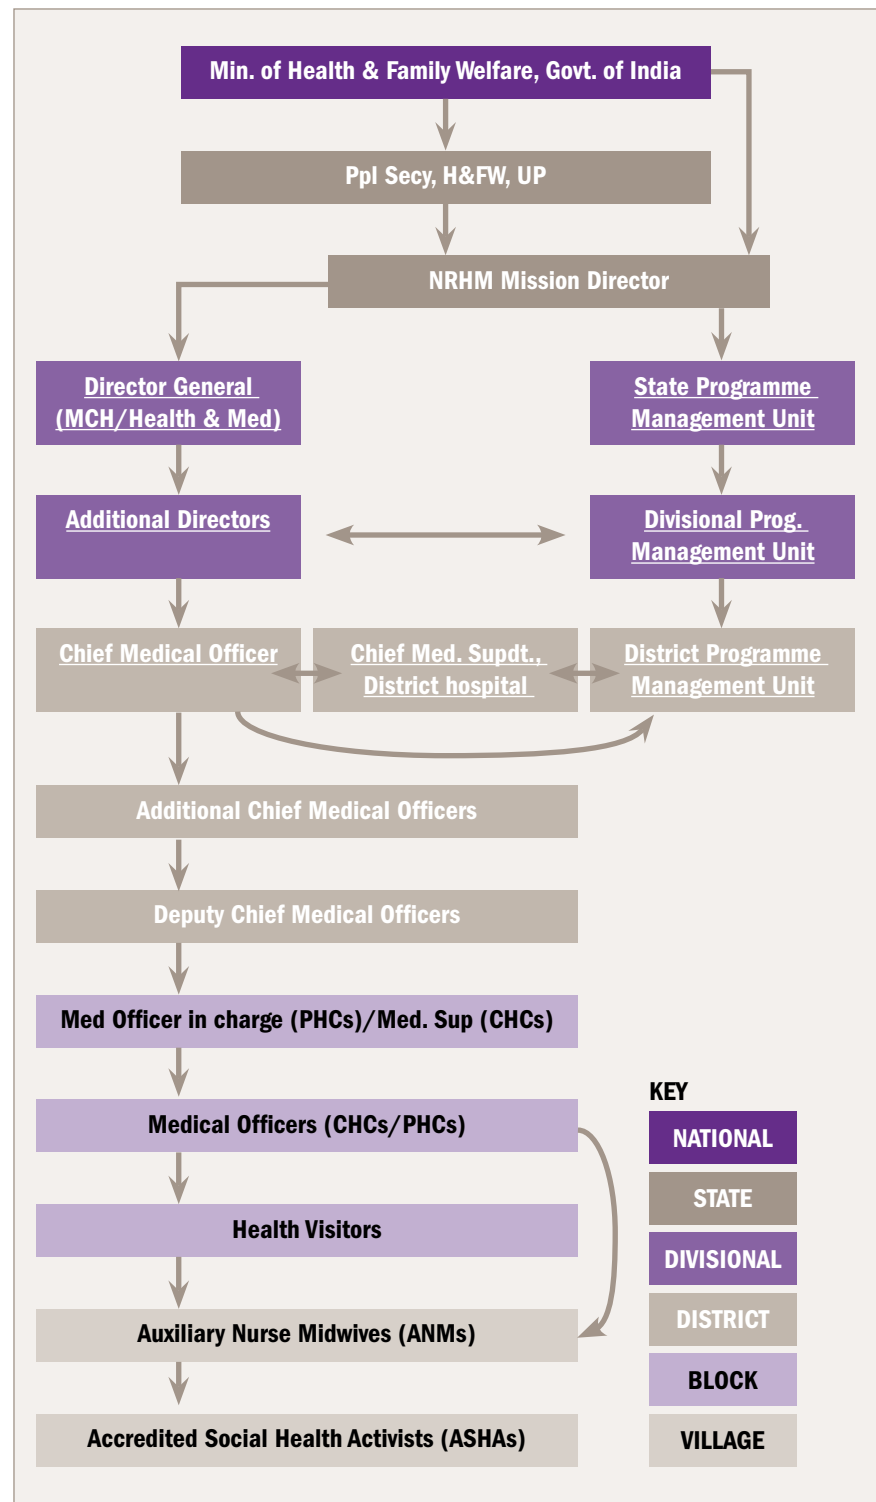 Min. of Health & Family Welfare, Govt. of India
Ppl Secy, H&FW, UP
NRHM Mission Director
Director General
(MCH/Health & Med)
State Programme
Management Unit
Additional Directors
Divisional Prog.
Management Unit
Chief Medical Officer
Chief Med. Supdt.,
District hospital
District Programme
Management Unit
Additional Chief Medical Officers
Deputy Chief Medical Officers
Med Officer in charge (PHCs)/Med. Sup (CHCs)
Medical Officers (CHCs/PHCs)
Health Visitors
Auxiliary Nurse Midwives (ANMs)
Accredited Social Health Activists (ASHAs)
KEY
NATIONAL
STATE
DIVISIONAL
DISTRICT
BLOCK
VILLAGE